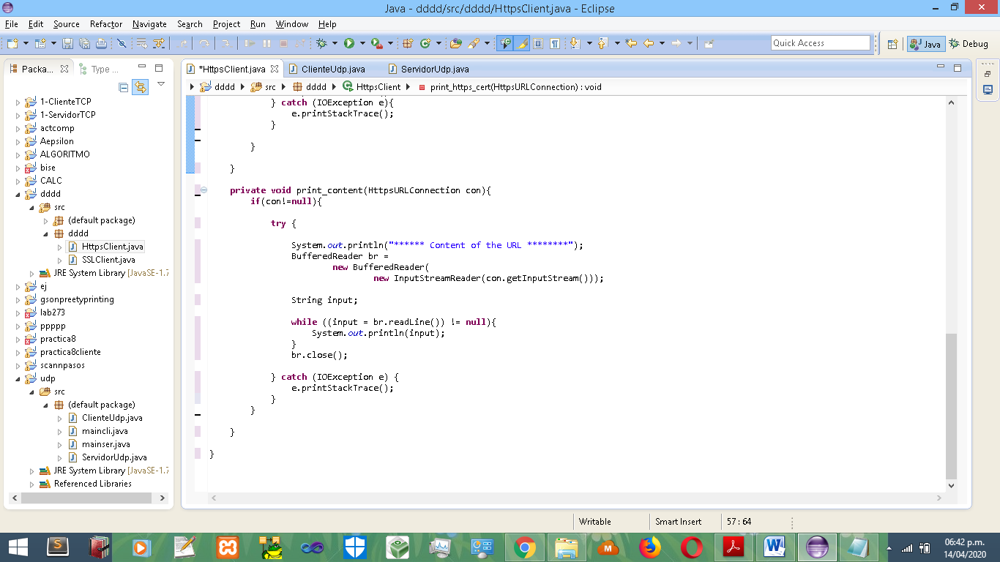 Java - dddd/src/dddd/HttpsClient.java - Eclipse
File Edit Source Refactor Navigate Search Project Run Window Help
Quick Access
Java
Debug
Packa...
Type ...
*HttpsClient.java
ClienteUdp.java
ServidorUdp.java
dddd
src
dddd
HttpsClient
print_https_cert(HttpsURLConnection) : void
1-ClienteTCP
1-ServidorTCP
actcomp
Aepsilon
ALGORITMO
bise
CALC
dddd
src
(default package)
dddd
HttpsClient.java
SSLClient.java
JRE System Library [JavaSE-1.7
ej
gsonpreetyprinting
lab273
ppppp
practica8
practica8cliente
scannpasos
udp
src
(default package)
ClienteUdp.java
maincli.java
mainser.java
ServidorUdp.java
JRE System Library [JavaSE-1.7
Referenced Libraries
} catch (IOException e){
e.printStackTrace();
}
}
}
private void print_content(HttpsURLConnection con){
if(con!=null){
try {
System.out.println("****** Content of the URL ********");
BufferedReader br =
new BufferedReader(
new InputStreamReader(con.getInputStream()));
String input;
while ((input = br.readLine()) != null){
System.out.println(input);
}
br.close();
} catch (IOException e) {
e.printStackTrace();
}
}
}
}
Writable
Smart Insert
57 : 64
06:42 p.m.
14/04/2020